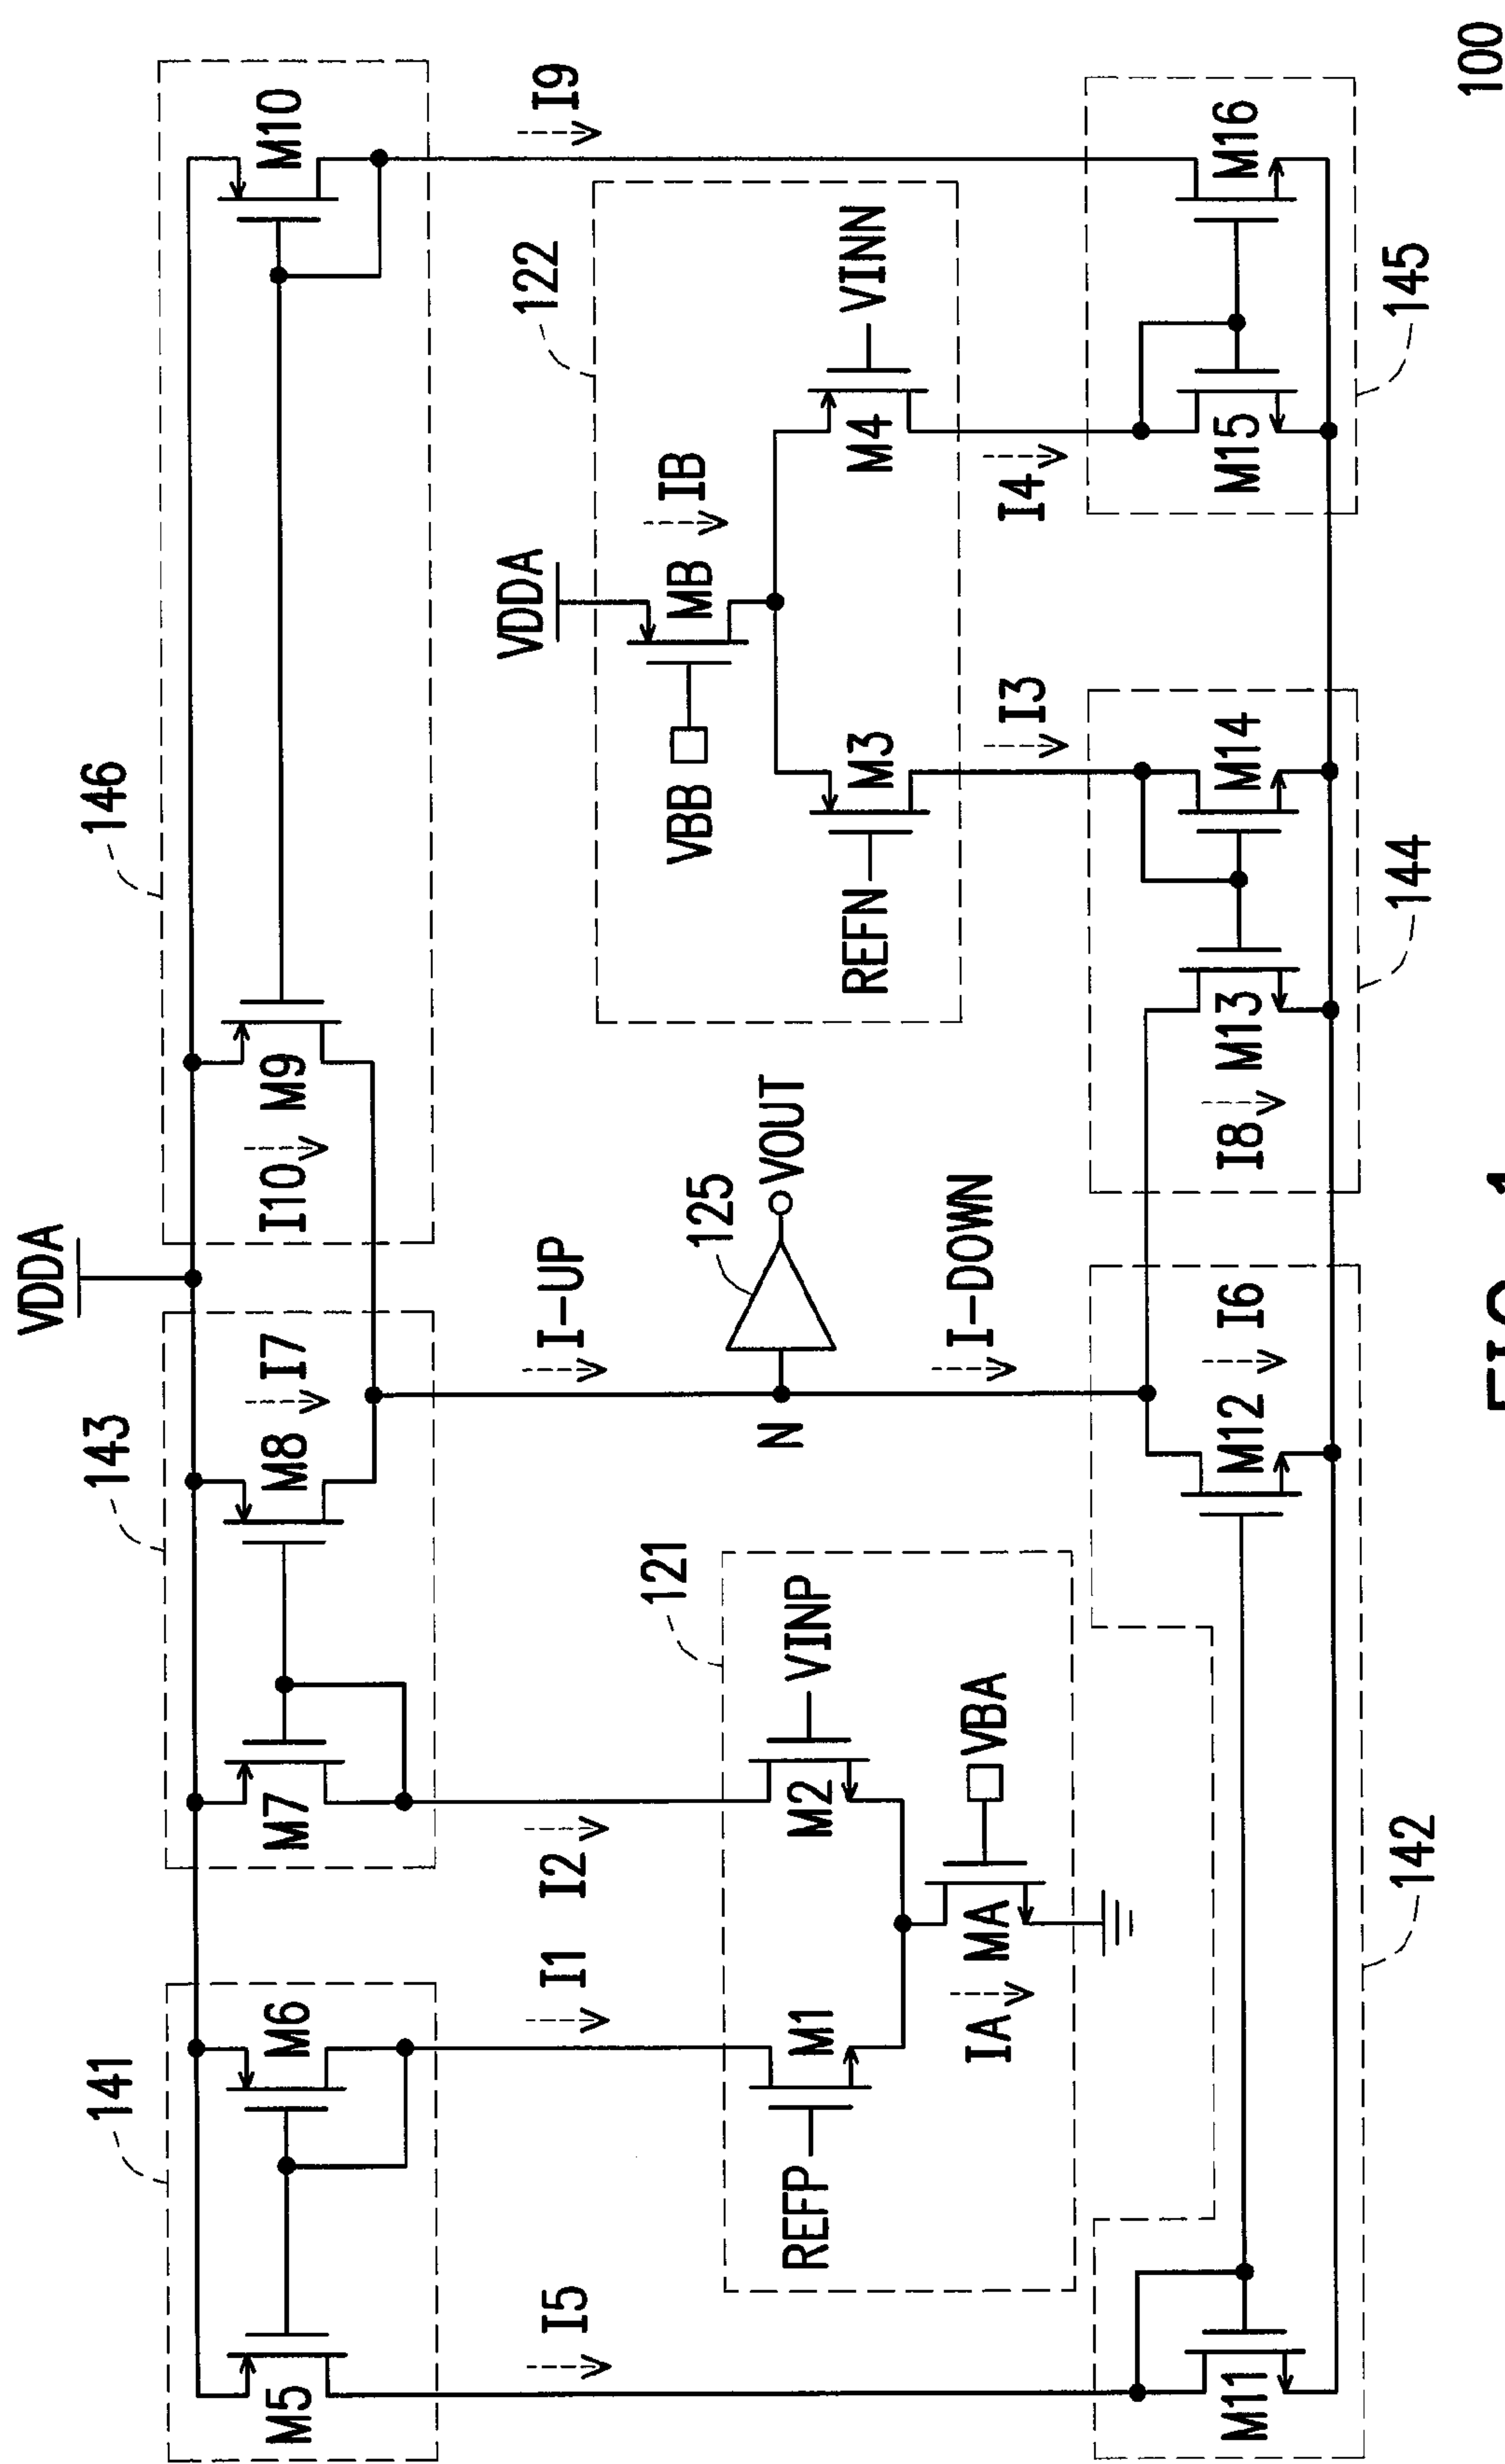 VDDA
141
143
146
M5
M6
M7
M8
I7
I10
M9
M10
I5
I1
I2
I-UP
I9
VDDA
122
VBB
MB
IB
121
REFP
M1
M2
VINP
N
125
VOUT
REFN
M3
M4
VINN
IA
MA
VBA
I-DOWN
I3
I4
M11
M12
I6
I8
M13
M14
M15
M16
142
144
145
100